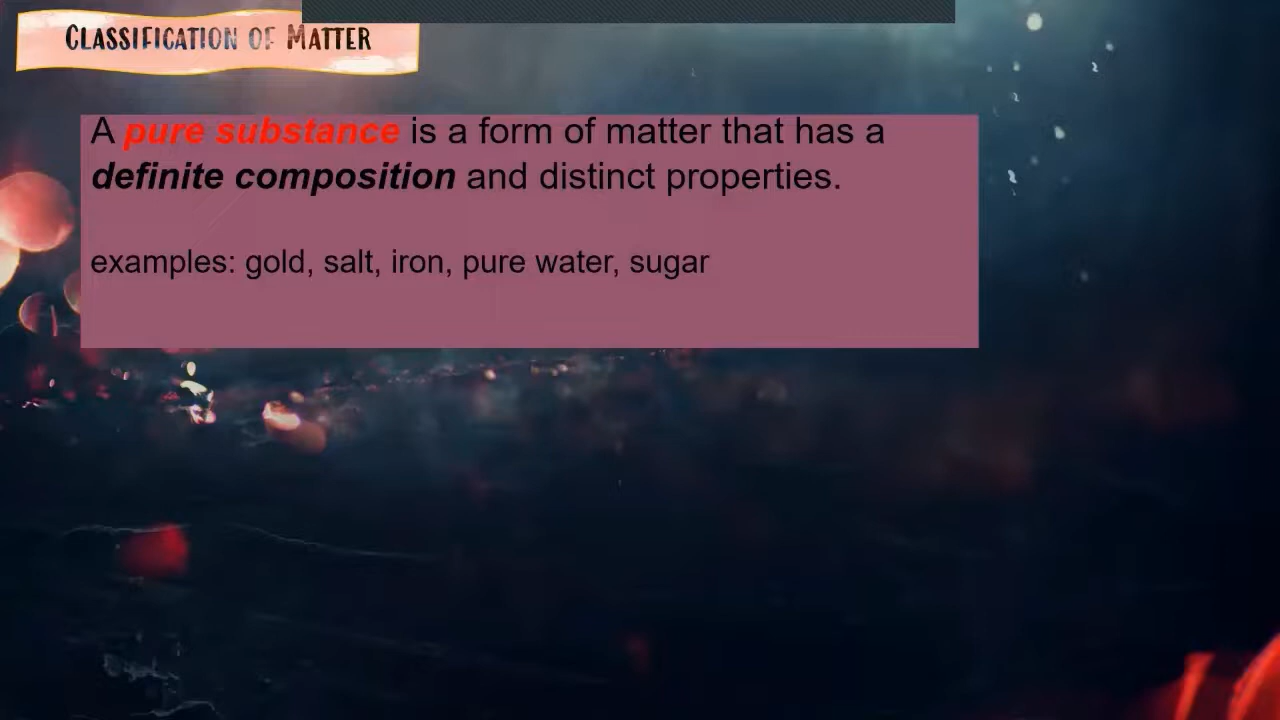 CLASSIFICATION OF MATTER
A pure substance is a form of matter that has a
definite composition and distinct properties.
examples: gold, salt, iron, pure water, sugar